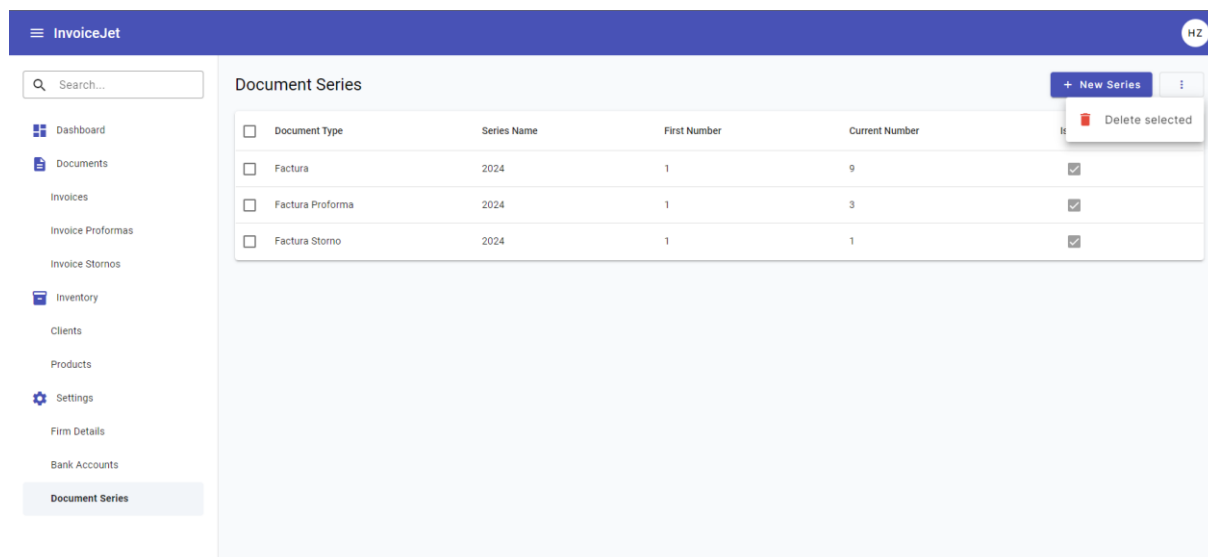 InvoiceJet
HZ
Search...
Dashboard
Documents
Invoices
Invoice Proformas
Invoice Stornos
Inventory
Clients
Products
Settings
Firm Details
Bank Accounts
Document Series
Document Series
+ New Series
Delete selected
Document Type Series Name First Number Current Number Is
Factura 2024 1 9
Factura Proforma 2024 1 3
Factura Storno 2024 1 1